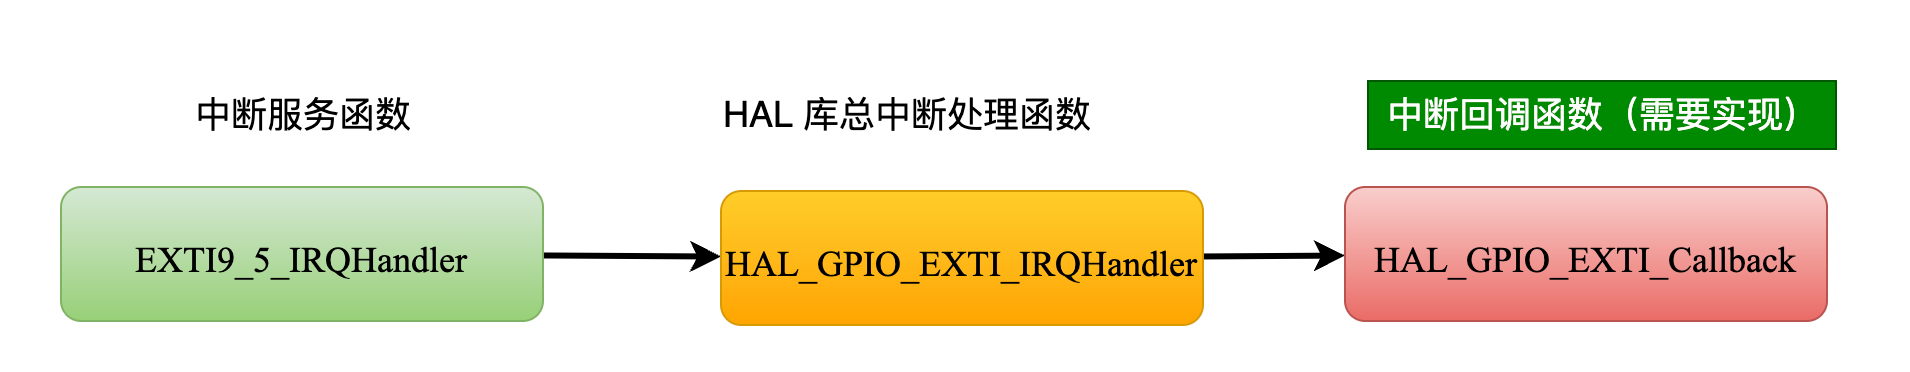 中断服务函数
HAL 库总中断处理函数
中断回调函数（需要实现）
EXTI9_5_IRQHandler
HAL_GPIO_EXTI_IRQHandler
HAL_GPIO_EXTI_Callback